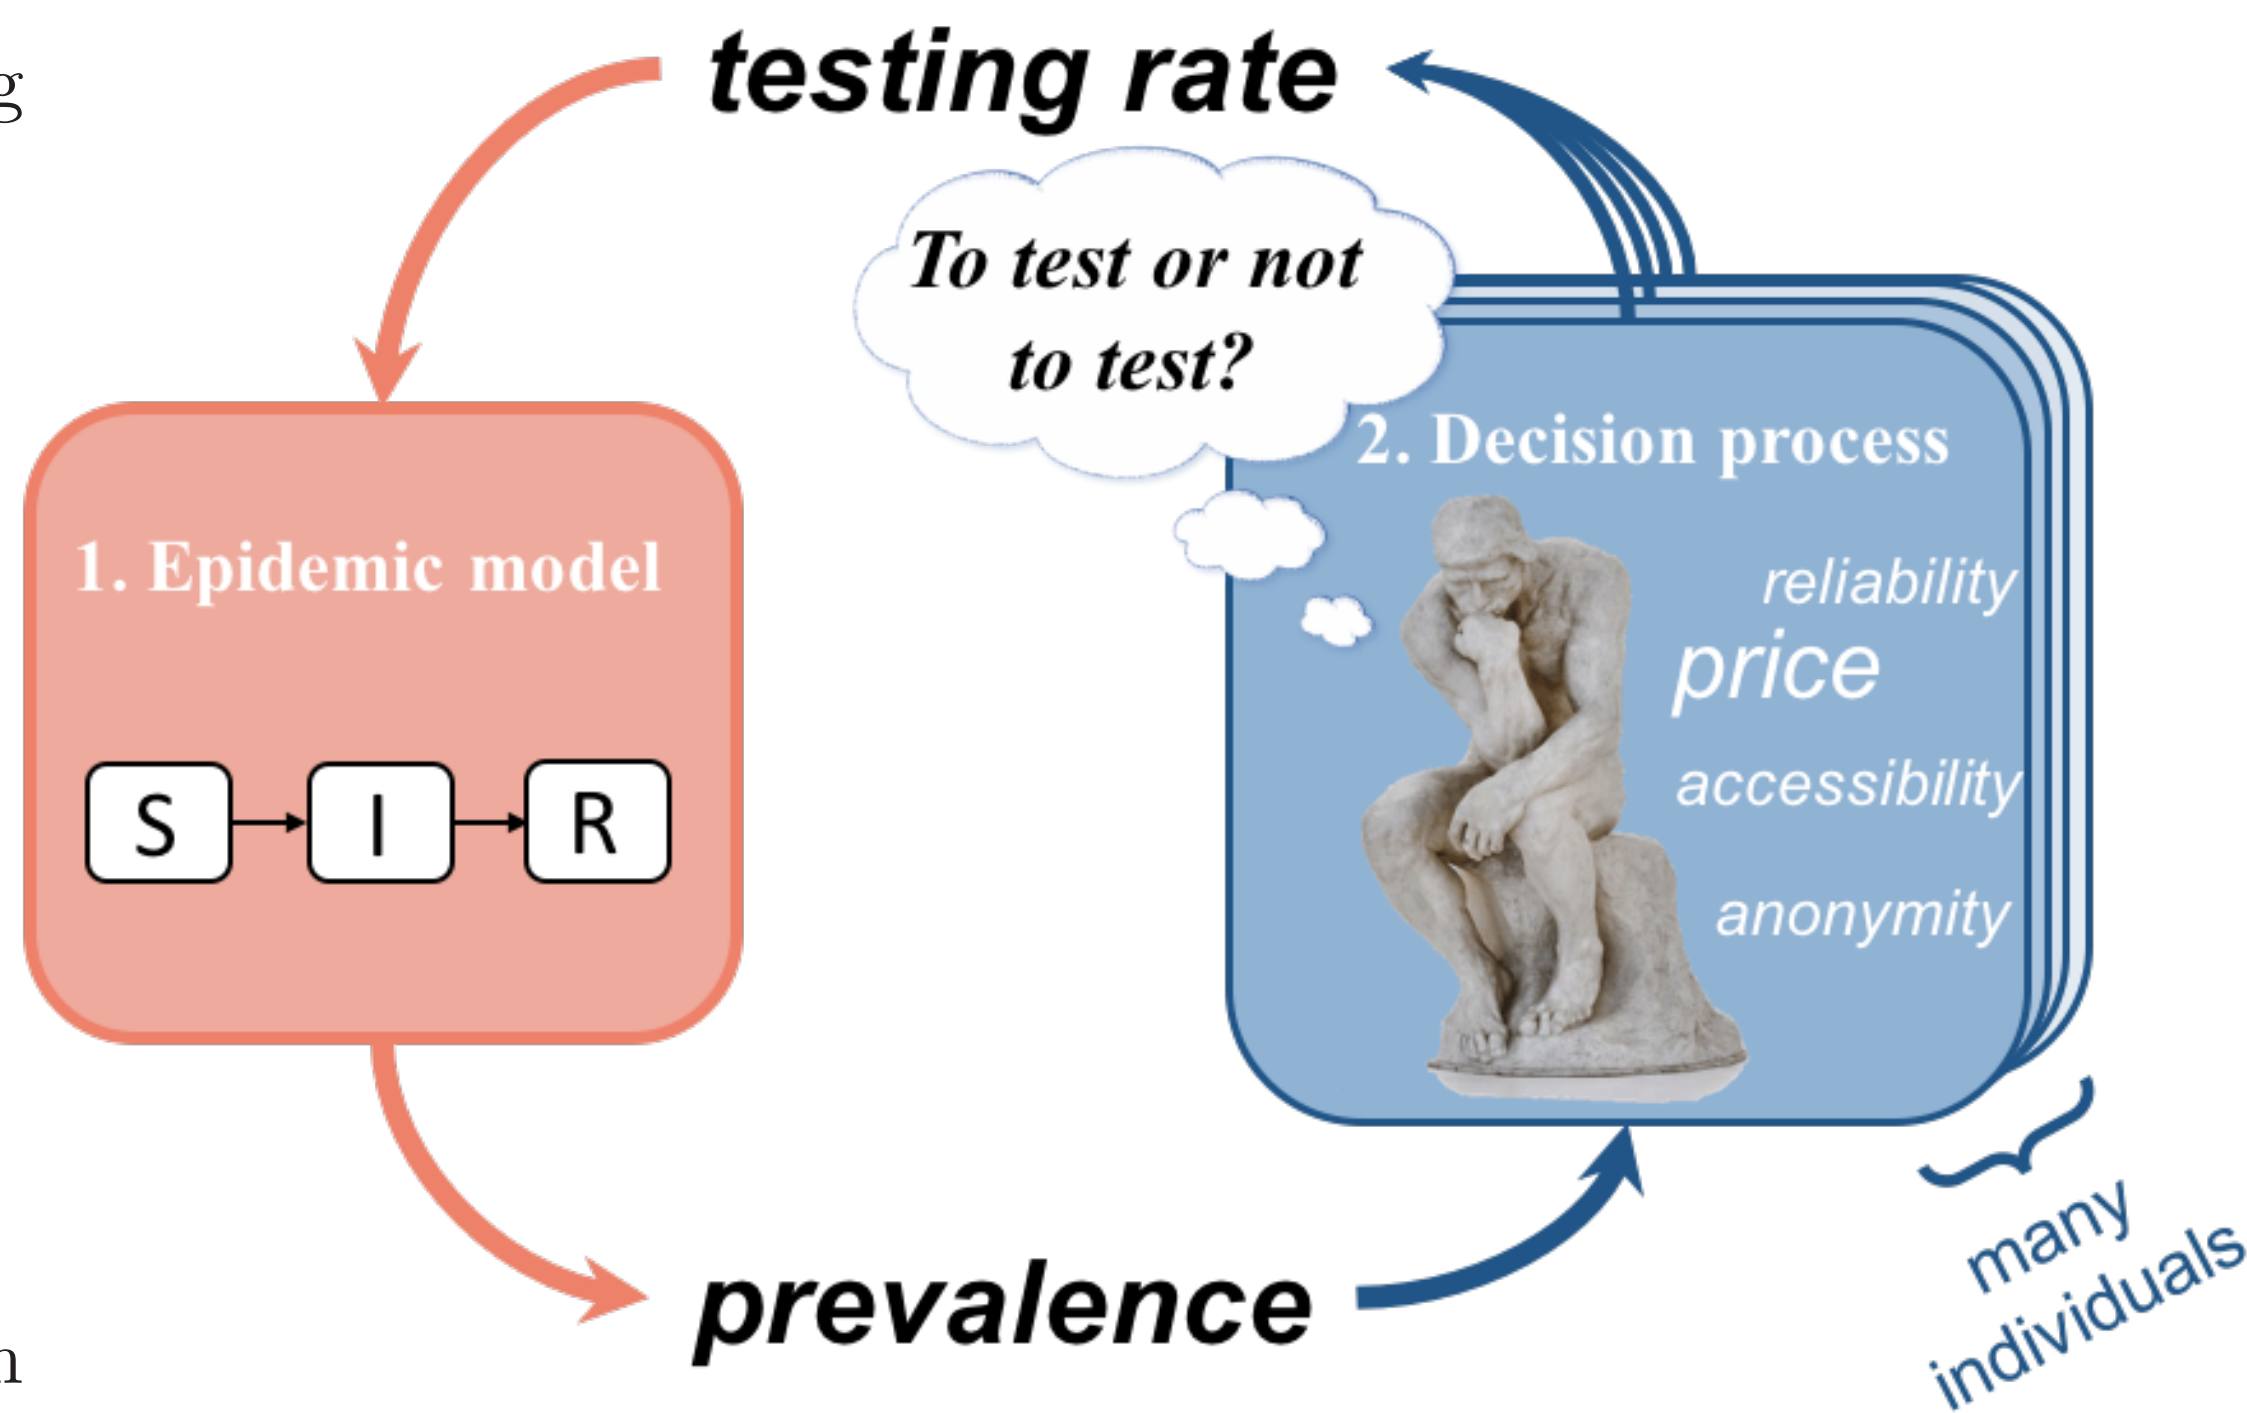 g
testing rate
To test or not
to test?
2. Decision process
1. Epidemic model
reliability
price
S
I
R
accessibility
anonymity
prevalence
many
individuals
n